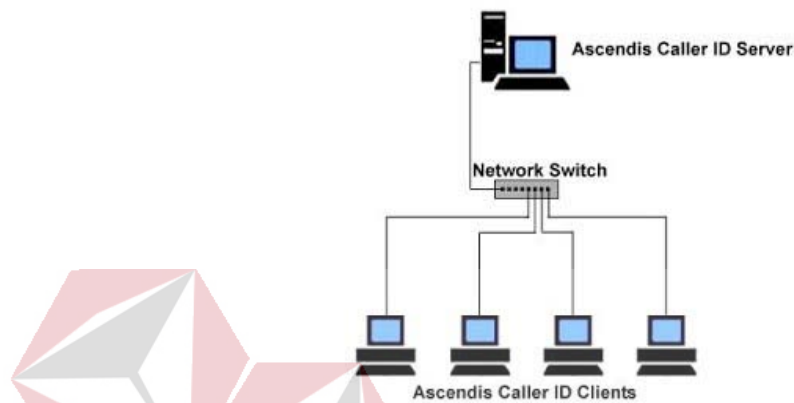 Ascendis Caller ID Server
Network Switch
Ascendis Caller ID Clients